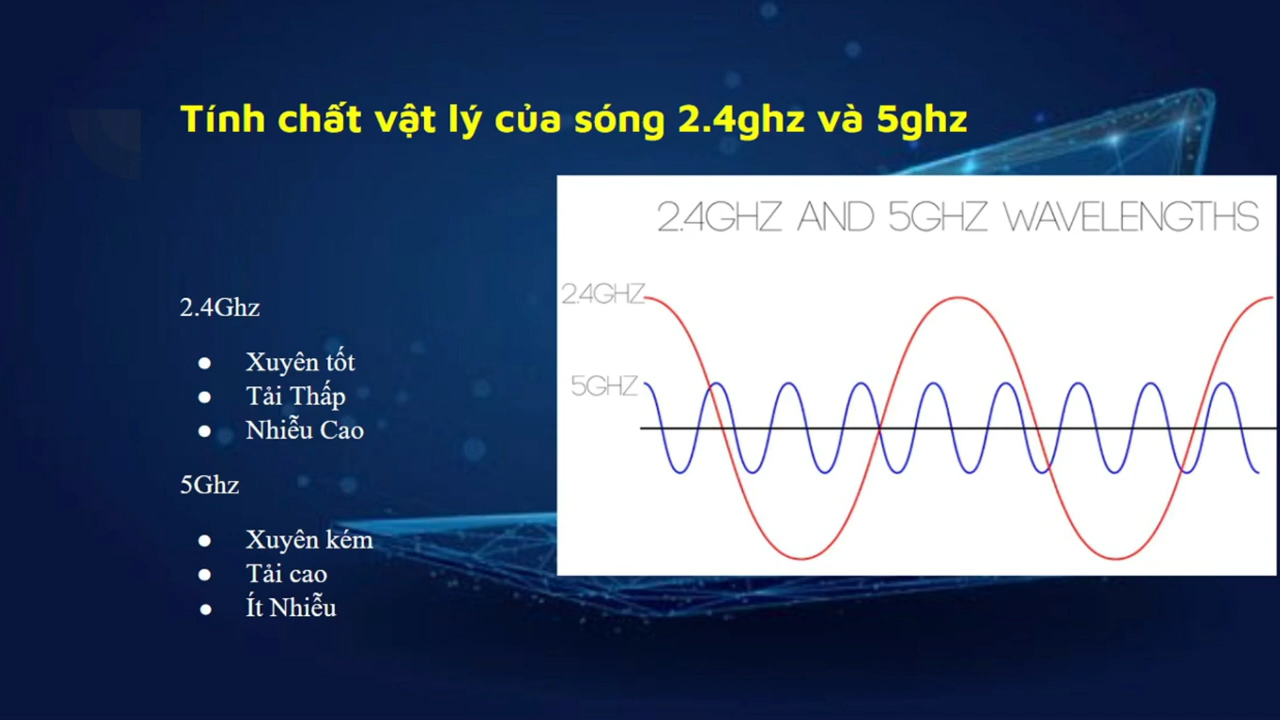 Tính chất vật lý của sóng 2.4ghz và 5ghz
2.4Ghz
● Xuyên tốt
● Tải Thấp
● Nhiễu Cao
5Ghz
● Xuyên kém
● Tải cao
● Ít Nhiễu
2.4GHZ AND 5GHZ WAVELENGTHS
2.4GHZ
5GHZ